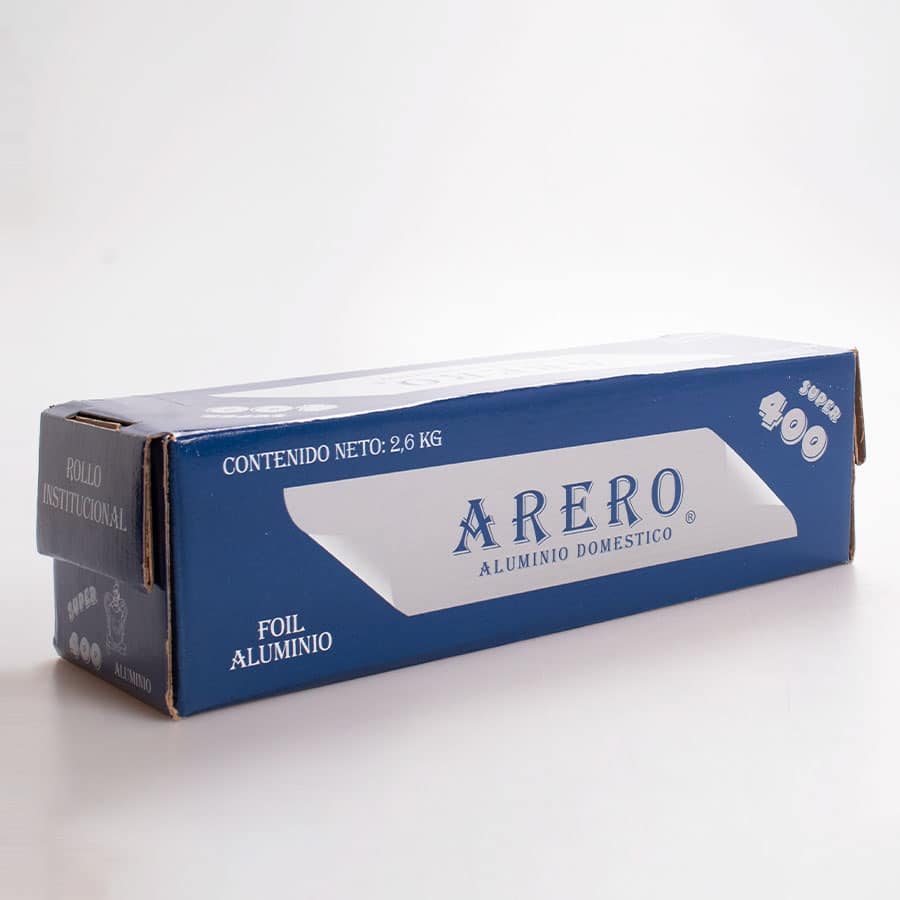 CONTENIDO NETO: 2,6 KG
SUPER
400
ARERO
®
ALUMINIO DOMESTICO
FOIL
ALUMINIO
ROLLO
INSTITUCIONAL
SUPER
400
ALUMINIO